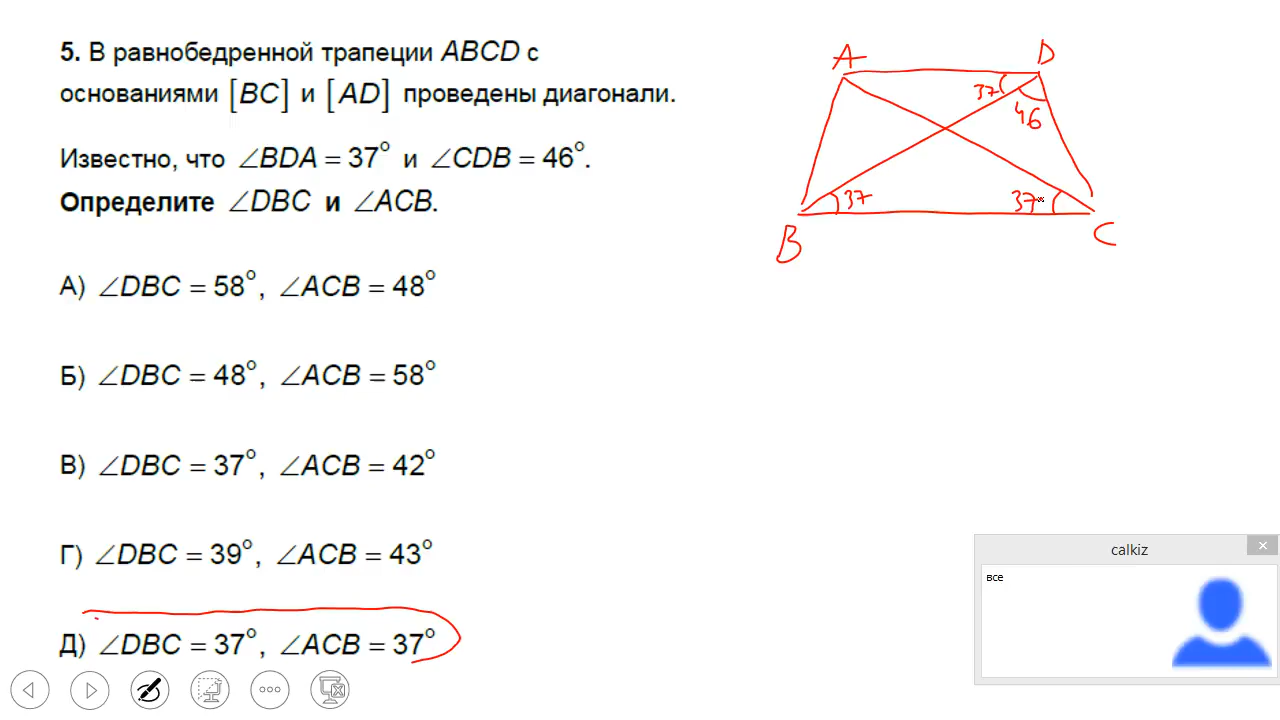 5. В равнобедренной трапеции ABCD с
основаниями [BC] и [AD] проведены диагонали.
Известно, что ∠BDA = 37° и ∠CDB = 46°.
Определите ∠DBC и ∠ACB.
А) ∠DBC = 58°, ∠ACB = 48°
Б) ∠DBC = 48°, ∠ACB = 58°
В) ∠DBC = 37°, ∠ACB = 42°
Г) ∠DBC = 39°, ∠ACB = 43°
Д) ∠DBC = 37°, ∠ACB = 37°
A D
37
46
37 37
B C
calkiz
все